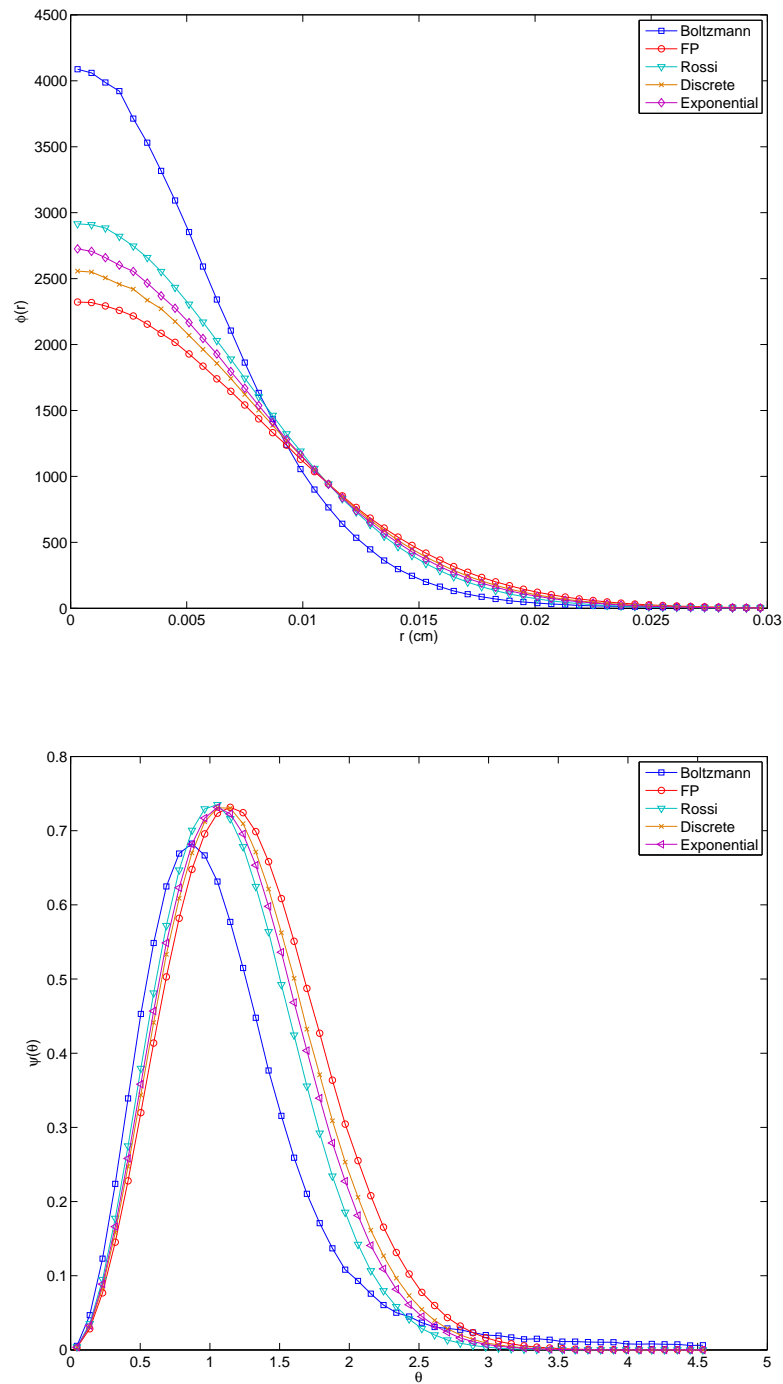 4500
4000
3500
3000
2500
2000
1500
1000
500
0
ϕ(r)
0 0.005 0.01 0.015 0.02 0.025 0.03
r (cm)
Boltzmann
FP
Rossi
Discrete
Exponential
0.8
0.7
0.6
0.5
0.4
0.3
0.2
0.1
0
ψ(θ)
0 0.5 1 1.5 2 2.5 3 3.5 4 4.5 5
θ
Boltzmann
FP
Rossi
Discrete
Exponential